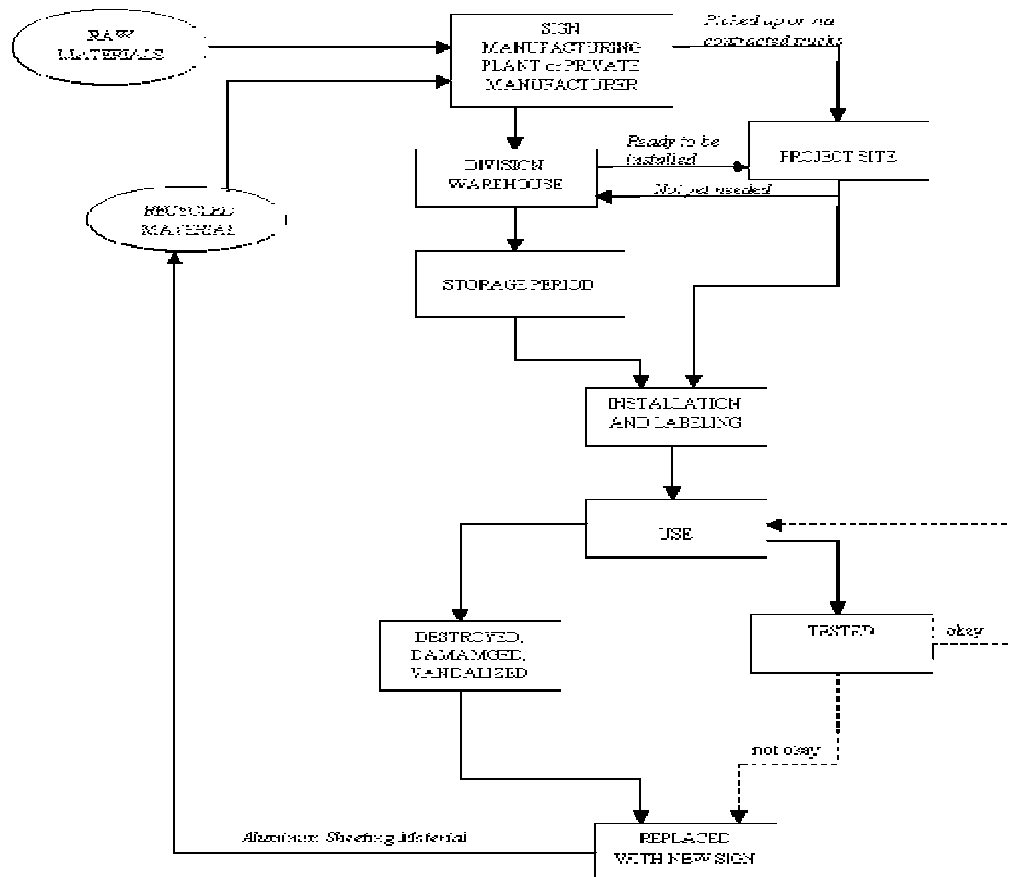 RAW
MATERIALS
SIGN
MANUFACTURING
PLANT or PRIVATE
MANUFACTURER
Picked up or via
contracted trucks
PROJECT SITE
Ready to be
installed
DIVISION
WAREHOUSE
Not yet needed
RECYCLED
MATERIAL
STORAGE PERIOD
INSTALLATION
AND LABELING
USE
TESTED
okay
DESTROYED,
DAMAMGED,
VANDALIZED
not okay
Aluminum Sheeting Material
REPLACED
WITH NEW SIGN